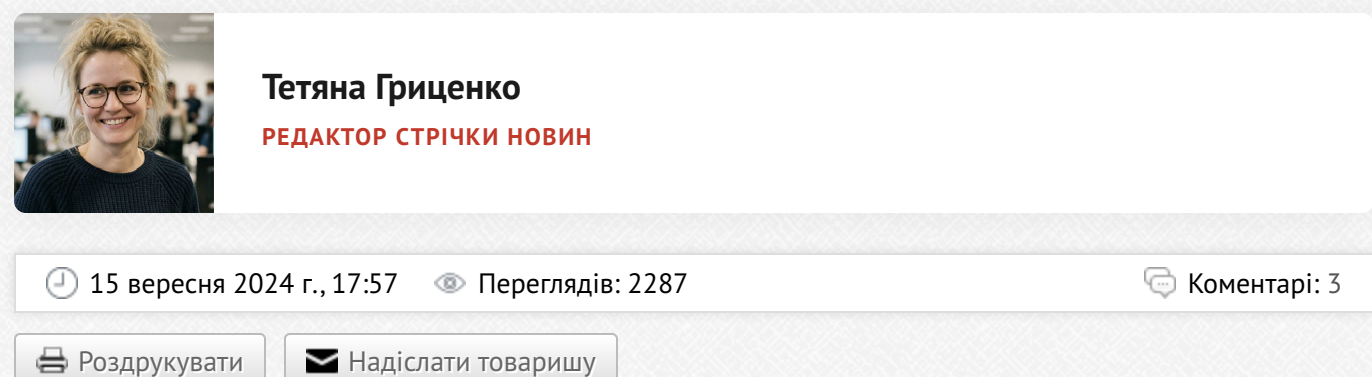 Тетяна Гриценко
РЕДАКТОР СТРІЧКИ НОВИН
15 вересня 2024 г., 17:57 Переглядів: 2287 Коментарі: 3
Роздрукувати Надіслати товаришу